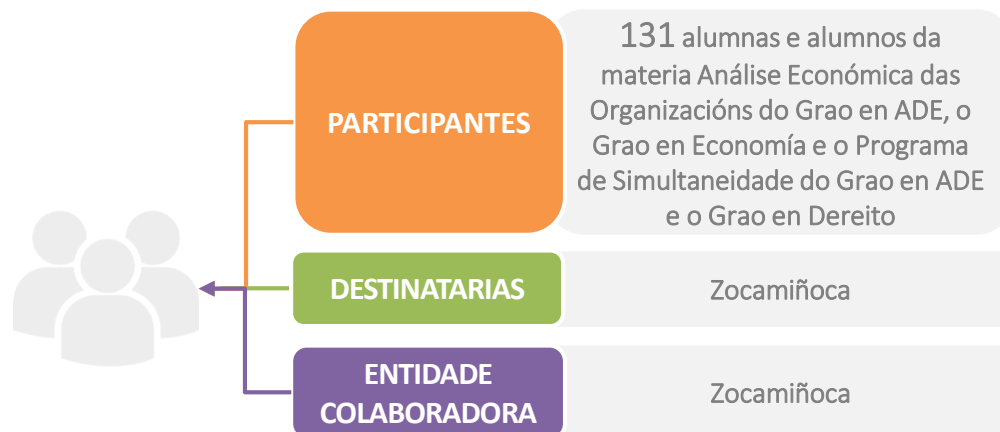 PARTICIPANTES
131 alumnas e alumnos da
materia Análise Económica das
Organizacións do Grao en ADE, o
Grao en Economía e o Programa
de Simultaneidade do Grao en ADE
e o Grao en Dereito
DESTINATARIAS
Zocamiñoca
ENTIDADE
COLABORADORA
Zocamiñoca